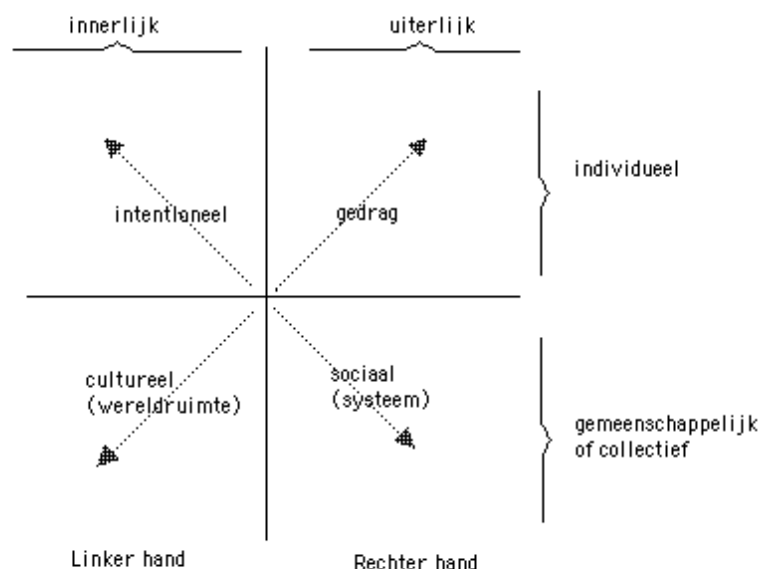 innerlijk
uiterlijk
individueel
intentioneel
gedrag
cultureel
(wereldruimte)
sociaal
(systeem)
gemeenschappelijk
of collectief
Linker hand
Rechter hand